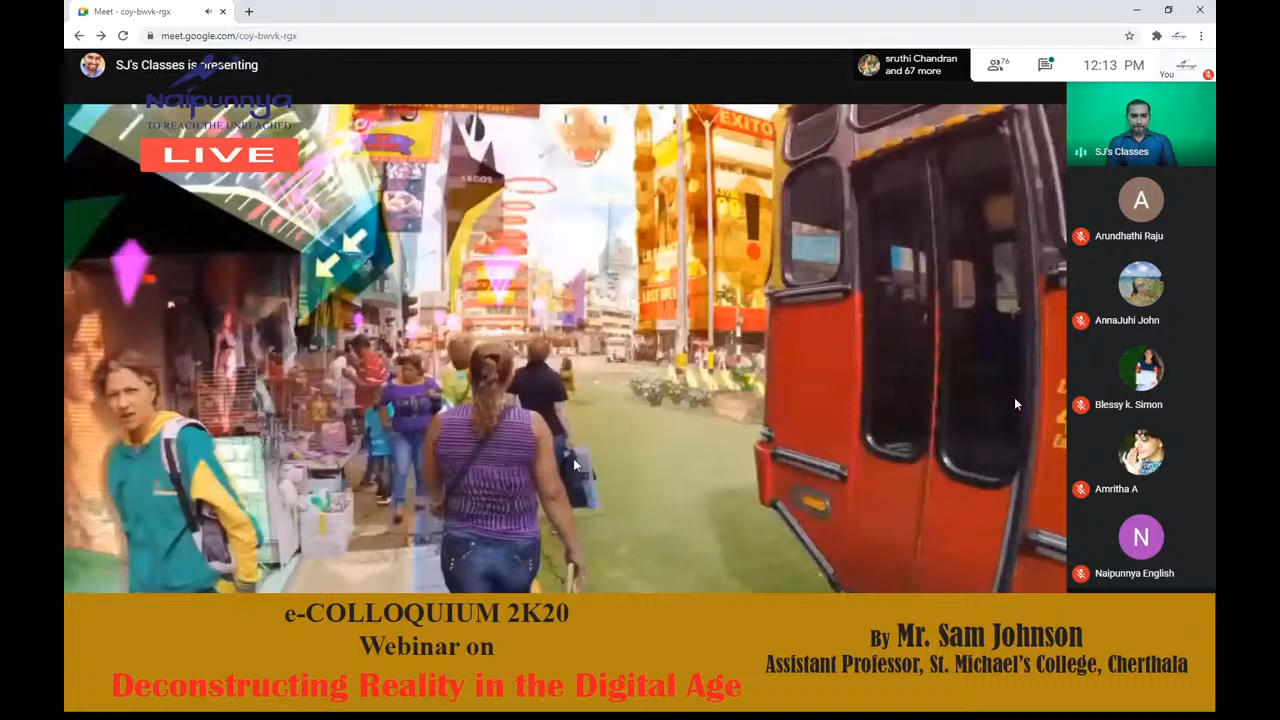 Meet - coy-bwvk-rgx
meet.google.com/coy-bwvk-rgx
SJ's Classes is presenting
sruthi Chandran
and 67 more
76
12:13 PM
You
Naipunnya
TO REACH THE UNREACHED
LIVE
EXITO
ARGOS
DHL
SJ's Classes
A
Arundhathi Raju
AnnaJuhi John
Blessy k. Simon
Amritha A
N
Naipunnya English
e-COLLOQUIUM 2K20
Webinar on
Deconstructing Reality in the Digital Age
By Mr. Sam Johnson
Assistant Professor, St. Michael's College, Cherthala